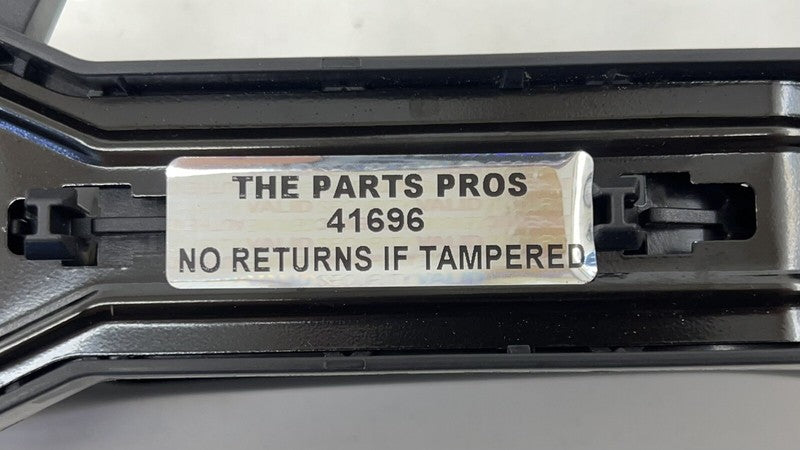 THE PARTS PROS
41696
NO RETURNS IF TAMPERED